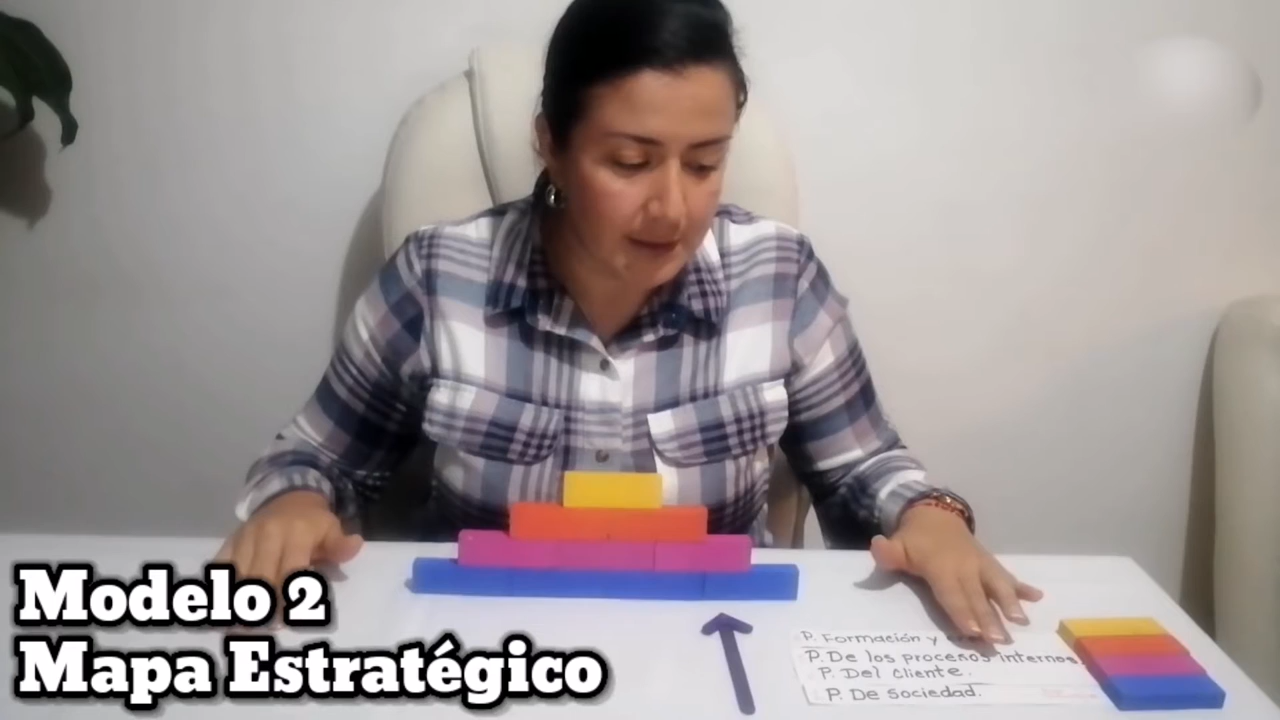 Modelo 2
Mapa Estratégico
P. Formación y
P. De los procesos internos.
P. Del cliente.
P. De Sociedad.